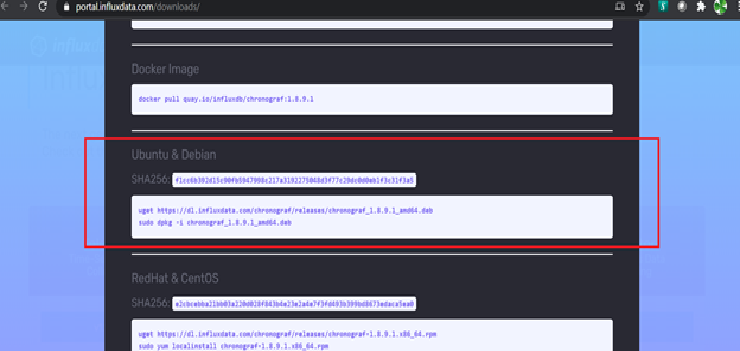 portal.influxdata.com/downloads/
Docker Image
docker pull quay.io/influxdb/chronograf:1.8.9.1
Ubuntu & Debian
SHA256:
wget https://dl.influxdata.com/chronograf/releases/chronograf_1.8.9.1_amd64.deb
sudo dpkg -i chronograf_1.8.9.1_amd64.deb
RedHat & CentOS
SHA256:
wget https://dl.influxdata.com/chronograf/releases/chronograf-1.8.9.1.x86_64.rpm
sudo yum localinstall chronograf-1.8.9.1.x86_64.rpm